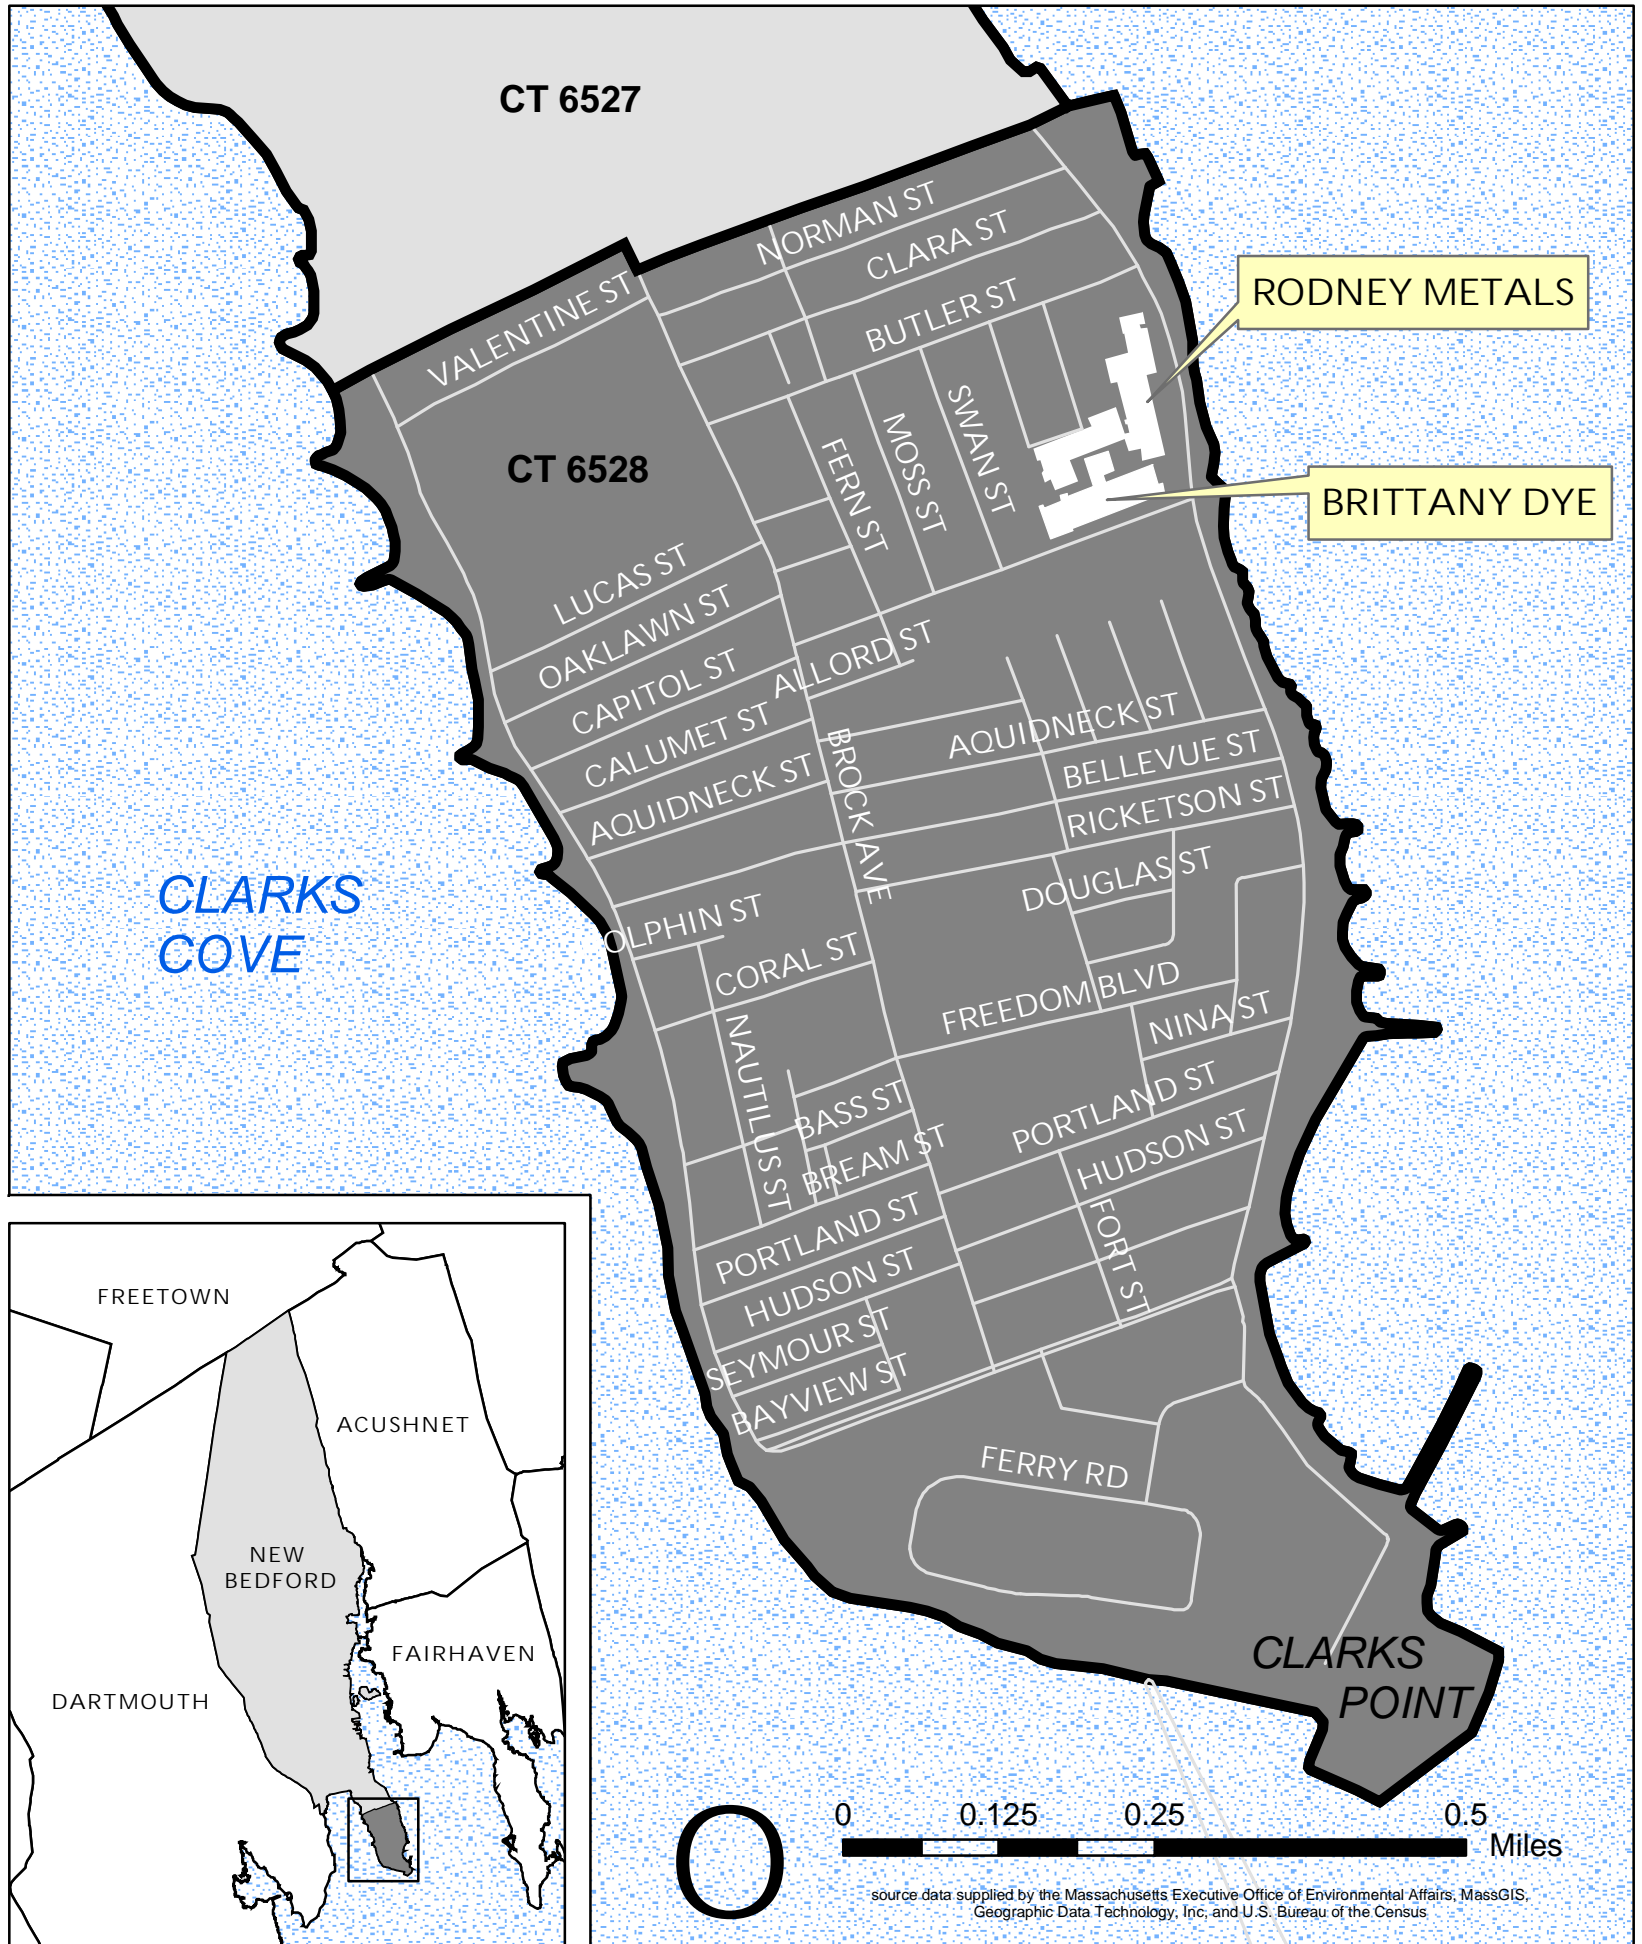 CT 6527
NORMAN ST
CLARA ST
VALENTINE ST
BUTLER ST
RODNEY METALS
CT 6528
FERN ST
MOSS ST
SWAN ST
BRITTANY DYE
LUCAS ST
OAKLAWN ST
CAPITOL ST
ALLORD ST
CALUMET ST
AQUIDNECK ST
AQUIDNECK ST
BROCK AVE
BELLEVUE ST
RICKETSON ST
DOUGLAS ST
CLARKS
COVE
OLPHIN ST
CORAL ST
FREEDOM BLVD
NINA ST
NAUTILUS ST
BASS ST
BREAM ST
PORTLAND ST
HUDSON ST
PORTLAND ST
HUDSON ST
FORT ST
SEYMOUR ST
BAYVIEW ST
FERRY RD
CLARKS
POINT
FREETOWN
ACUSHNET
NEW
BEDFORD
FAIRHAVEN
DARTMOUTH
O
0 0.125 0.25 0.5
Miles
source data supplied by the Massachusetts Executive Office of Environmental Affairs, MassGIS,
Geographic Data Technology, Inc, and U.S. Bureau of the Census